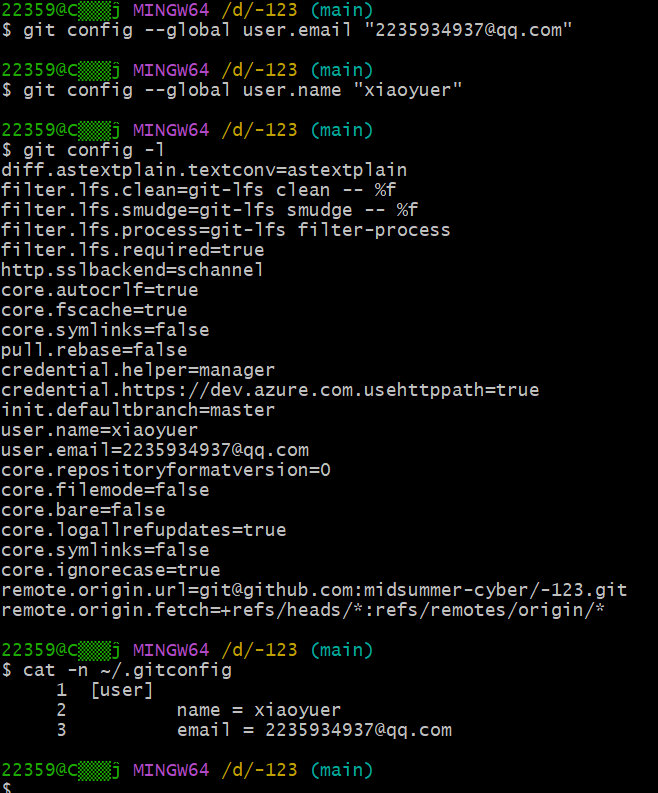 22359@C▒▒▒ĵ MINGW64 /d/-123 (main)
$ git config --global user.email "2235934937@qq.com"
22359@C▒▒▒ĵ MINGW64 /d/-123 (main)
$ git config --global user.name "xiaoyuer"
22359@C▒▒▒ĵ MINGW64 /d/-123 (main)
$ git config -l
diff.astextplain.textconv=astextplain
filter.lfs.clean=git-lfs clean -- %f
filter.lfs.smudge=git-lfs smudge -- %f
filter.lfs.process=git-lfs filter-process
filter.lfs.required=true
http.sslbackend=schannel
core.autocrlf=true
core.fscache=true
core.symlinks=false
pull.rebase=false
credential.helper=manager
credential.https://dev.azure.com.usehttppath=true
init.defaultbranch=master
user.name=xiaoyuer
user.email=2235934937@qq.com
core.repositoryformatversion=0
core.filemode=false
core.bare=false
core.logallrefupdates=true
core.symlinks=false
core.ignorecase=true
remote.origin.url=git@github.com:midsummer-cyber/-123.git
remote.origin.fetch=+refs/heads/*:refs/remotes/origin/*
22359@C▒▒▒ĵ MINGW64 /d/-123 (main)
$ cat -n ~/.gitconfig
1 [user]
2 name = xiaoyuer
3 email = 2235934937@qq.com
22359@C▒▒▒ĵ MINGW64 /d/-123 (main)
$